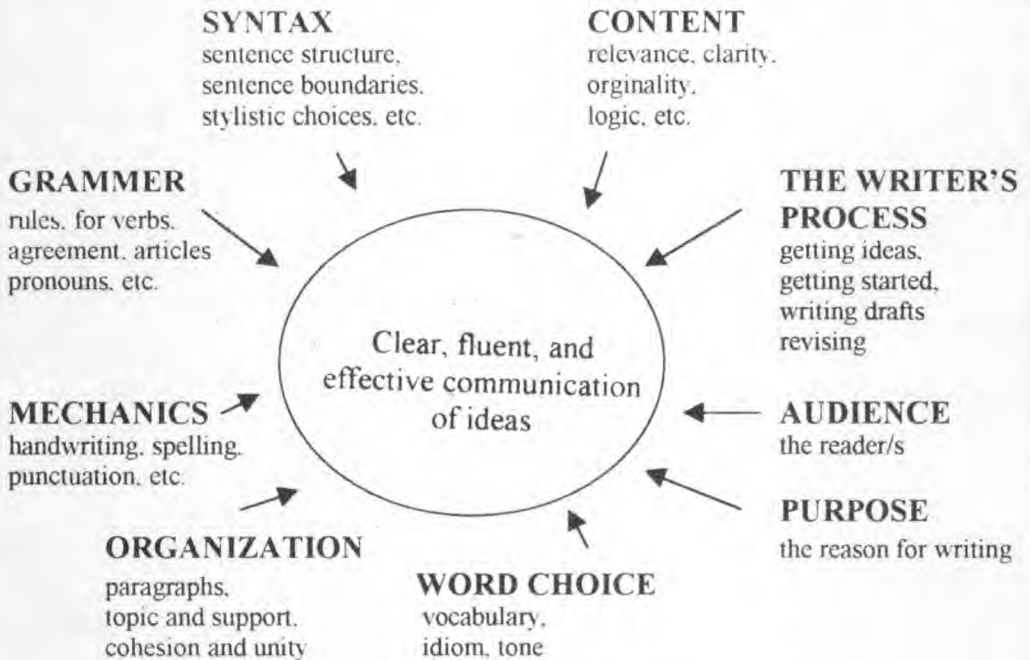 SYNTAX
sentence structure,
sentence boundaries,
stylistic choices, etc.
CONTENT
relevance, clarity,
orginality,
logic, etc.
GRAMMER
rules, for verbs,
agreement, articles
pronouns, etc.
THE WRITER'S
PROCESS
getting ideas,
getting started,
writing drafts
revising
Clear, fluent, and
effective communication
of ideas
MECHANICS
handwriting, spelling,
punctuation, etc.
AUDIENCE
the reader/s
PURPOSE
the reason for writing
ORGANIZATION
paragraphs,
topic and support,
cohesion and unity
WORD CHOICE
vocabulary,
idiom, tone